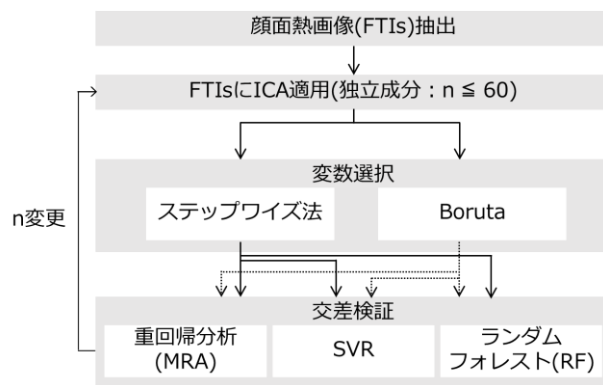 顔面熱画像(FTIs)抽出
FTIsにICA適用(独立成分：n ≦ 60)
変数選択
ステップワイズ法
Boruta
n変更
交差検証
重回帰分析
(MRA)
SVR
ランダム
フォレスト(RF)